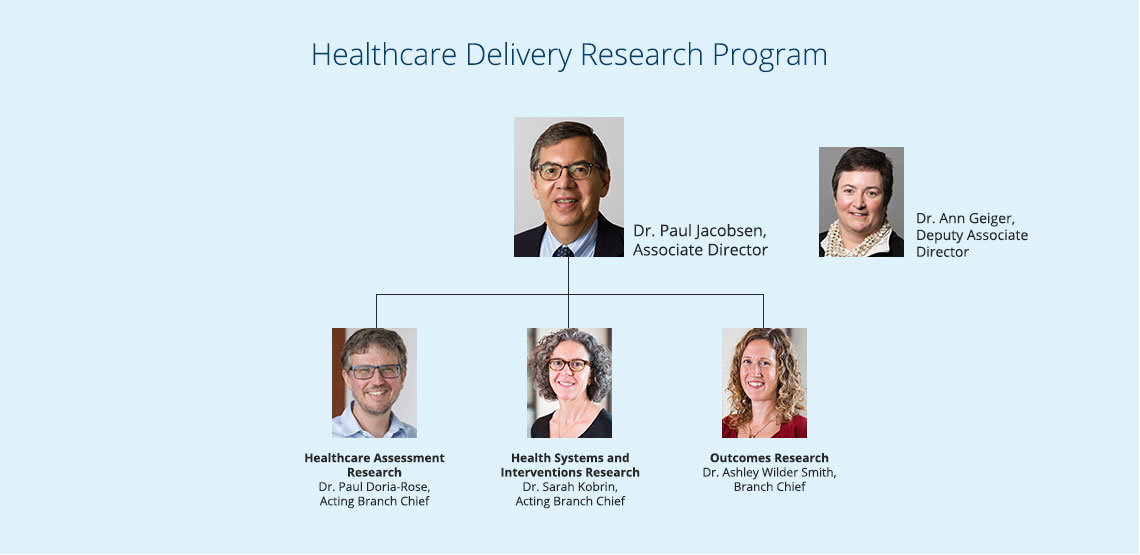 Healthcare Delivery Research Program
Dr. Paul Jacobsen,
Associate Director
Dr. Ann Geiger,
Deputy Associate
Director
Healthcare Assessment
Research
Dr. Paul Doria-Rose,
Acting Branch Chief
Health Systems and
Interventions Research
Dr. Sarah Kobrin,
Acting Branch Chief
Outcomes Research
Dr. Ashley Wilder Smith,
Branch Chief